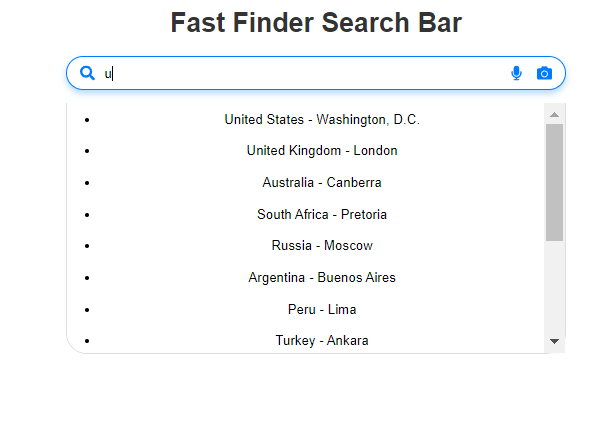 Fast Finder Search Bar
u
United States - Washington, D.C.
United Kingdom - London
Australia - Canberra
South Africa - Pretoria
Russia - Moscow
Argentina - Buenos Aires
Peru - Lima
Turkey - Ankara